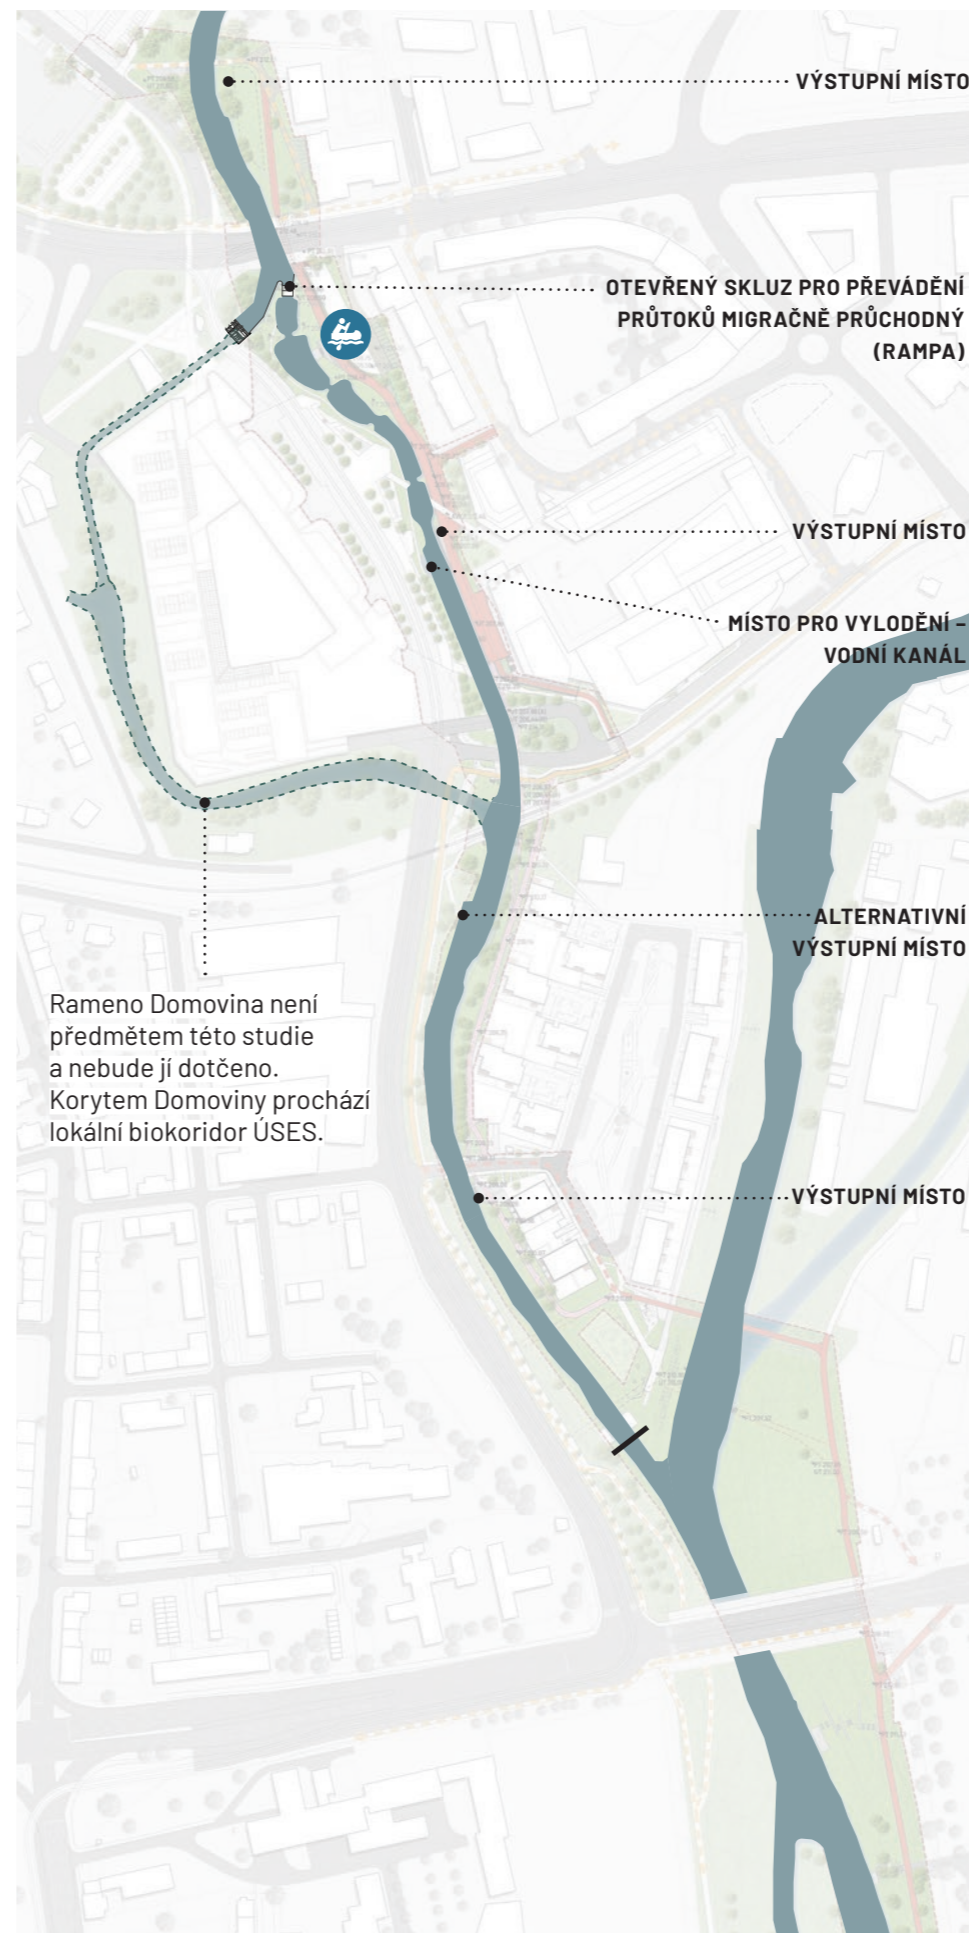 VÝSTUPNÍ MÍSTO
OTEVŘENÝ SKLUZ PRO PŘEVÁDĚNÍ
PRŮTOKŮ MIGRAČNĚ PRŮCHODNÝ
(RAMPA)
VÝSTUPNÍ MÍSTO
MÍSTO PRO VYLODĚNÍ –
VODNÍ KANÁL
ALTERNATIVNÍ
VÝSTUPNÍ MÍSTO
Rameno Domovina není
předmětem této studie
a nebude jí dotčeno.
Korytem Domoviny prochází
lokální biokoridor ÚSES.
VÝSTUPNÍ MÍSTO